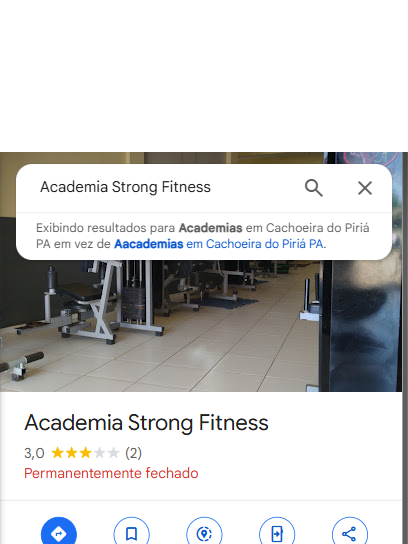 Academia Strong Fitness
Exibindo resultados para Academias em Cachoeira do Piriá
PA em vez de Aacademias em Cachoeira do Piriá PA.
Academia Strong Fitness
3,0 (2)
Permanentemente fechado